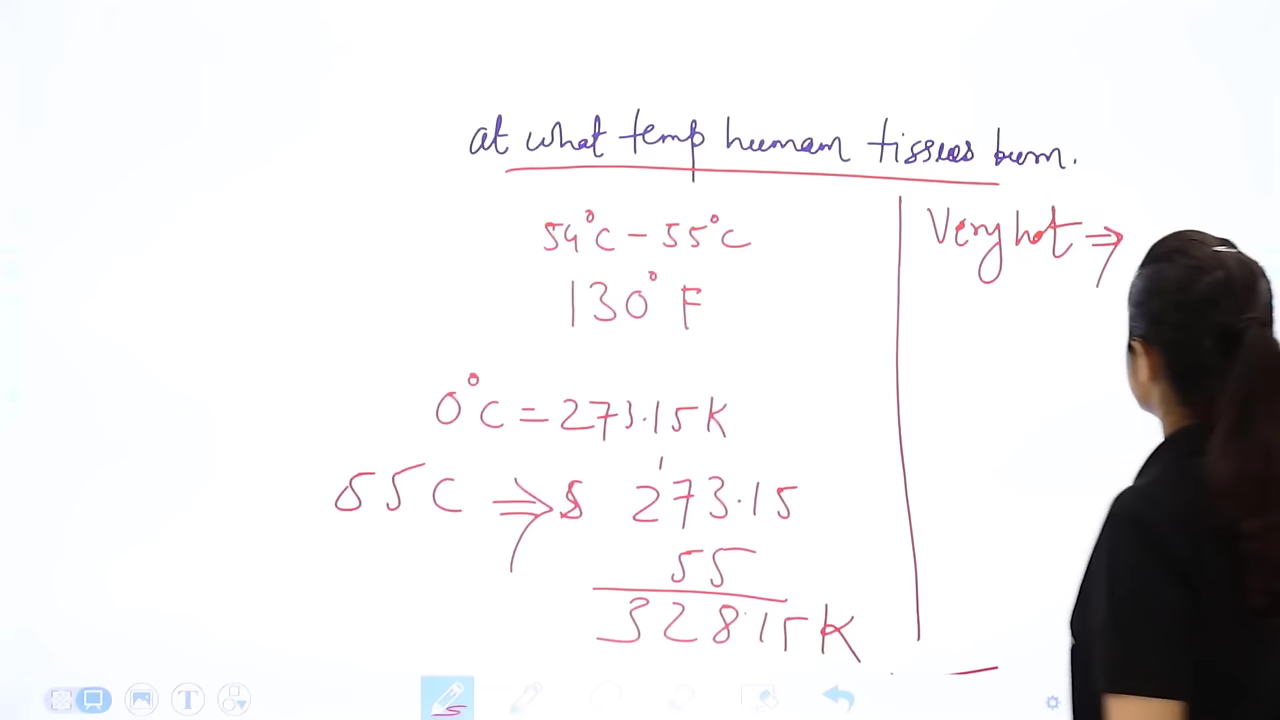 at what temp human tissues burn.
54°C - 55°C
130° F
0°C = 273.15K
55C ⇒ 273.15
55
328.15K
Very hot ⇒
T